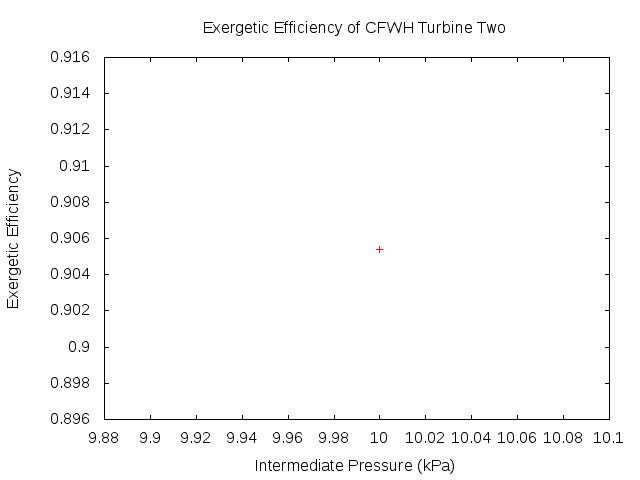 Exergetic Efficiency of CFWH Turbine Two
0.916
0.914
0.912
0.91
0.908
0.906
0.904
0.902
0.9
0.898
0.896
Exergetic Efficiency
9.88 9.9 9.92 9.94 9.96 9.98 10 10.02 10.04 10.06 10.08 10.1
Intermediate Pressure (kPa)